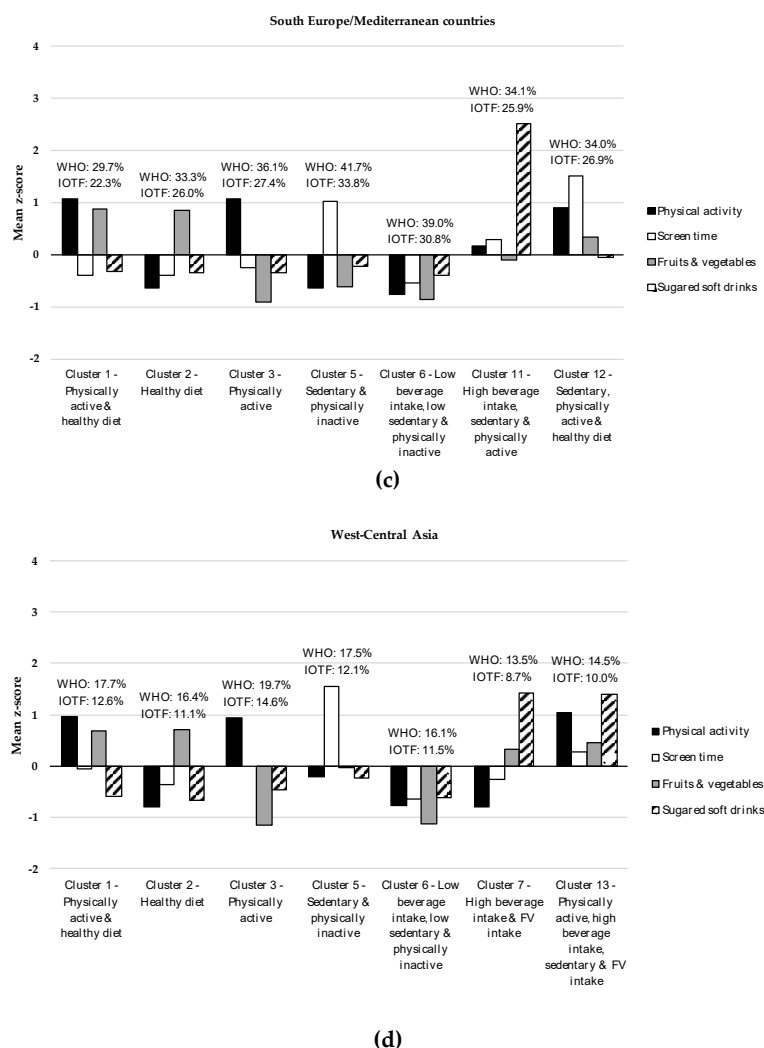 South Europe/Mediterranean countries
4
3
2
1
0
-1
-2
Mean z-score
WHO: 29.7%
IOTF: 22.3%
WHO: 33.3%
IOTF: 26.0%
WHO: 36.1%
IOTF: 27.4%
WHO: 41.7%
IOTF: 33.8%
WHO: 39.0%
IOTF: 30.8%
WHO: 34.1%
IOTF: 25.9%
WHO: 34.0%
IOTF: 26.9%
Physical activity
Screen time
Fruits & vegetables
Sugared soft drinks
Cluster 1 -
Physically
active &
healthy diet
Cluster 2 -
Healthy diet
Cluster 3 -
Physically
active
Cluster 5 -
Sedentary &
physically
inactive
Cluster 6 - Low
beverage
intake, low
sedentary &
physically
inactive
Cluster 11 -
High beverage
intake,
sedentary &
physically
active
Cluster 12 -
Sedentary,
physically
active &
healthy diet
(c)
West-Central Asia
4
3
2
1
0
-1
-2
Mean z-score
WHO: 17.7%
IOTF: 12.6%
WHO: 16.4%
IOTF: 11.1%
WHO: 19.7%
IOTF: 14.6%
WHO: 17.5%
IOTF: 12.1%
WHO: 16.1%
IOTF: 11.5%
WHO: 13.5%
IOTF: 8.7%
WHO: 14.5%
IOTF: 10.0%
Physical activity
Screen time
Fruits & vegetables
Sugared soft drinks
Cluster 1 -
Physically
active &
healthy diet
Cluster 2 -
Healthy diet
Cluster 3 -
Physically
active
Cluster 5 -
Sedentary &
physically
inactive
Cluster 6 - Low
beverage
intake, low
sedentary &
physically
inactive
Cluster 7 -
High beverage
intake & FV
intake
Cluster 13 -
Physically
active, high
beverage
intake,
sedentary & FV
intake
(d)